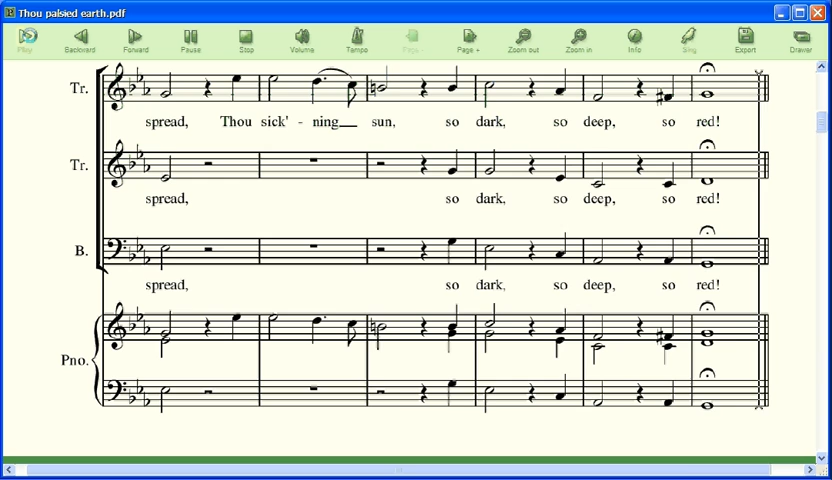 Thou palsied earth.pdf
Play Backward Forward Pause Stop Volume Tempo Page - Page + Zoom out Zoom in Info Sing Export Drawer
Tr.
spread, Thou sick' - ning sun, so dark, so deep, so red!
Tr.
spread, so dark, so deep, so red!
B.
spread, so dark, so deep, so red!
Pno.